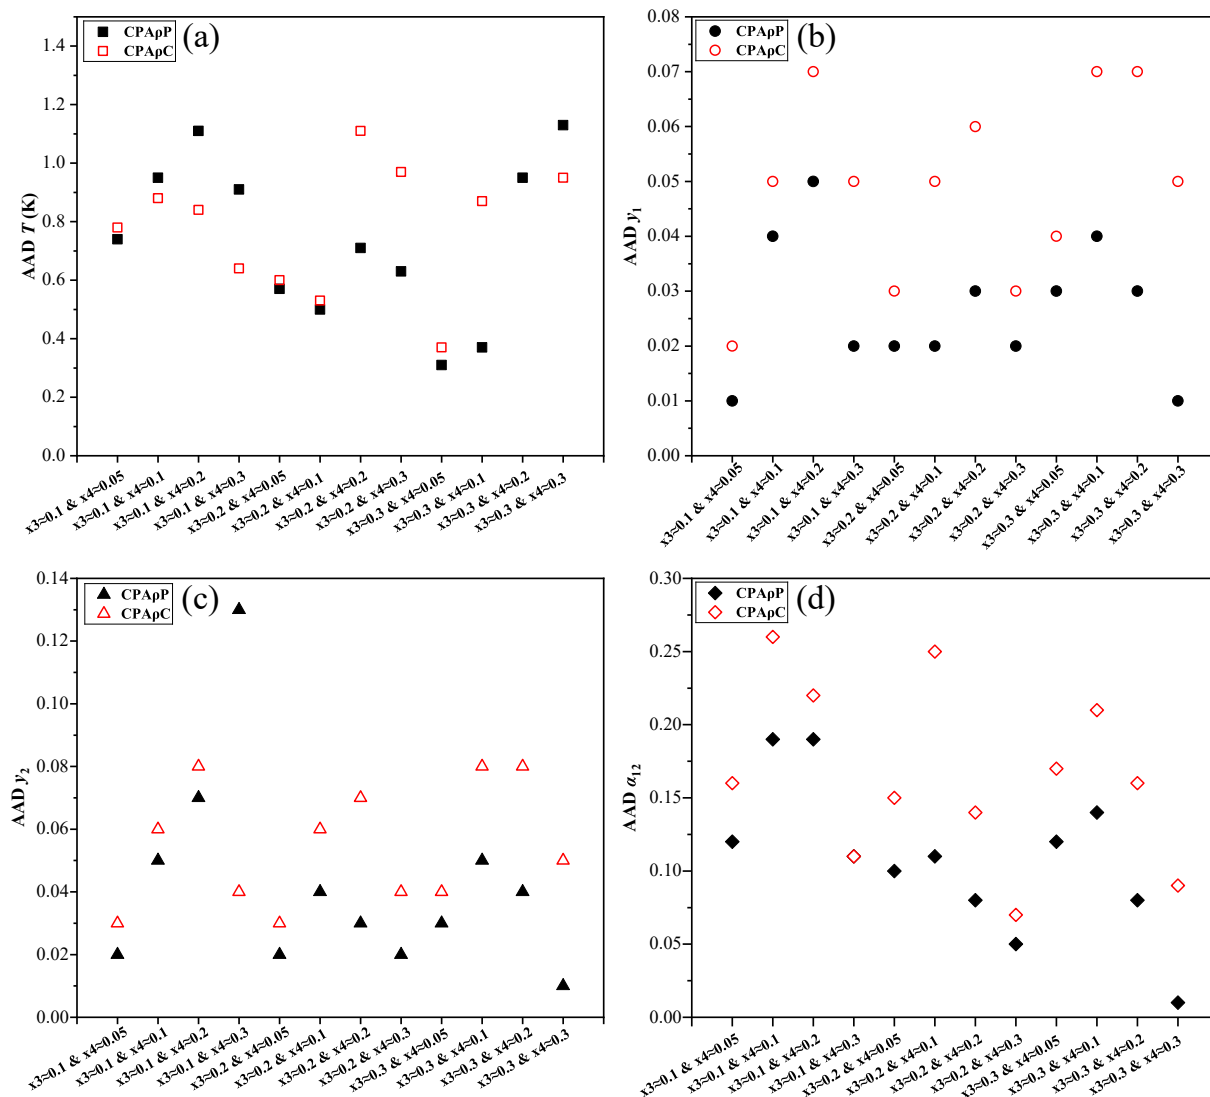 (a)
CPAρP
CPAρC
AAD T (K)
1.4
1.2
1.0
0.8
0.6
0.4
0.2
0.0
x3≈0.1 & x4≈0.05
x3≈0.1 & x4≈0.1
x3≈0.1 & x4≈0.2
x3≈0.1 & x4≈0.3
x3≈0.2 & x4≈0.05
x3≈0.2 & x4≈0.1
x3≈0.2 & x4≈0.2
x3≈0.2 & x4≈0.3
x3≈0.3 & x4≈0.05
x3≈0.3 & x4≈0.1
x3≈0.3 & x4≈0.2
x3≈0.3 & x4≈0.3
(b)
CPAρP
CPAρC
AAD y₁
0.08
0.07
0.06
0.05
0.04
0.03
0.02
0.01
0.00
x3≈0.1 & x4≈0.05
x3≈0.1 & x4≈0.1
x3≈0.1 & x4≈0.2
x3≈0.1 & x4≈0.3
x3≈0.2 & x4≈0.05
x3≈0.2 & x4≈0.1
x3≈0.2 & x4≈0.2
x3≈0.2 & x4≈0.3
x3≈0.3 & x4≈0.05
x3≈0.3 & x4≈0.1
x3≈0.3 & x4≈0.2
x3≈0.3 & x4≈0.3
(c)
CPAρP
CPAρC
AAD y₂
0.14
0.12
0.10
0.08
0.06
0.04
0.02
0.00
x3≈0.1 & x4≈0.05
x3≈0.1 & x4≈0.1
x3≈0.1 & x4≈0.2
x3≈0.1 & x4≈0.3
x3≈0.2 & x4≈0.05
x3≈0.2 & x4≈0.1
x3≈0.2 & x4≈0.2
x3≈0.2 & x4≈0.3
x3≈0.3 & x4≈0.05
x3≈0.3 & x4≈0.1
x3≈0.3 & x4≈0.2
x3≈0.3 & x4≈0.3
(d)
CPAρP
CPAρC
AAD α₁₂
0.30
0.25
0.20
0.15
0.10
0.05
0.00
x3≈0.1 & x4≈0.05
x3≈0.1 & x4≈0.1
x3≈0.1 & x4≈0.2
x3≈0.1 & x4≈0.3
x3≈0.2 & x4≈0.05
x3≈0.2 & x4≈0.1
x3≈0.2 & x4≈0.2
x3≈0.2 & x4≈0.3
x3≈0.3 & x4≈0.05
x3≈0.3 & x4≈0.1
x3≈0.3 & x4≈0.2
x3≈0.3 & x4≈0.3